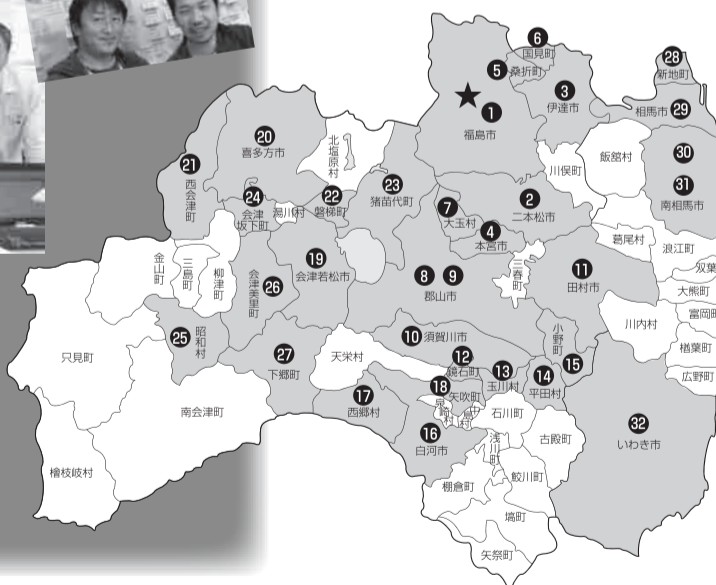 6
国見町
5
桑折町
★
1
福島市
3
伊達市
28
新地町
相馬市 29
30
31
南相馬市
飯舘村
川俣町
20
喜多方市
北塩原村
21
西会津町
24
会津坂下町
湯川村
22
磐梯町
23
猪苗代町
7
大玉村
2
二本松市
4
本宮市
葛尾村
浪江町
双葉
大熊町
富岡町
楢葉町
広野町
川内村
金山町
三島町
柳津町
会津美里町
26
19
会津若松市
8 9
郡山市
三春町
11
田村市
只見町
25
昭和村
27
下郷町
天栄村
10 須賀川市
12
鏡石町
13
玉川村
小野町
15
14
平田村
18
矢吹町
泉崎村
中島村
石川町
17
西郷村
16
白河市
浅川町
古殿町
32
いわき市
南会津町
檜枝岐村
棚倉町
鮫川村
塙町
矢祭町